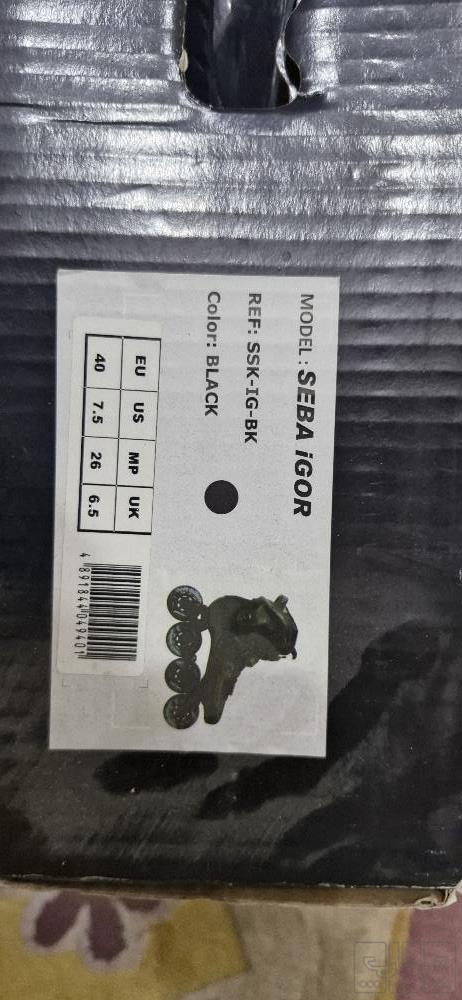 MODEL : SEBA iGOR
REF: SSK-IG-BK
Color: BLACK
EU US MP UK
40 7.5 26 6.5
4 891844 049401